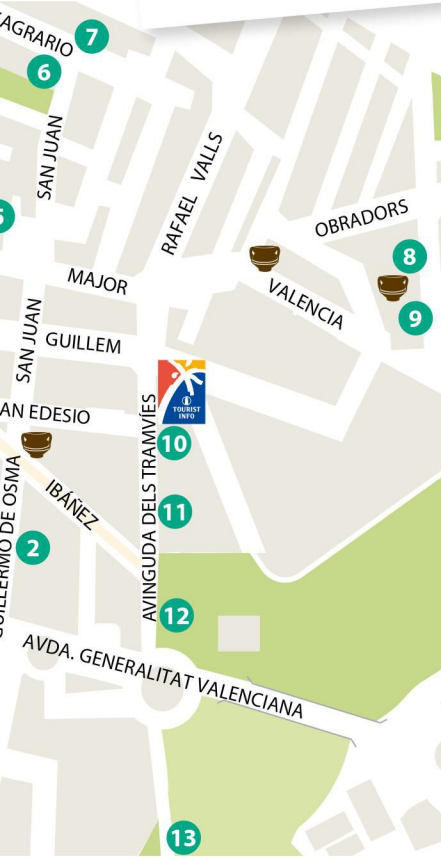 AGRARIO
7
6
SAN JUAN
RAFAEL VALLS
OBRADORS
8
MAJOR
VALENCIA
9
SAN JUAN
GUILLEM
TOURIST
INFO
AN EDESIO
10
AVINGUDA DELS TRAMVÍES
IBÁÑEZ
11
GUILLERMO DE OSMA
2
12
AVDA. GENERALITAT VALENCIANA
13